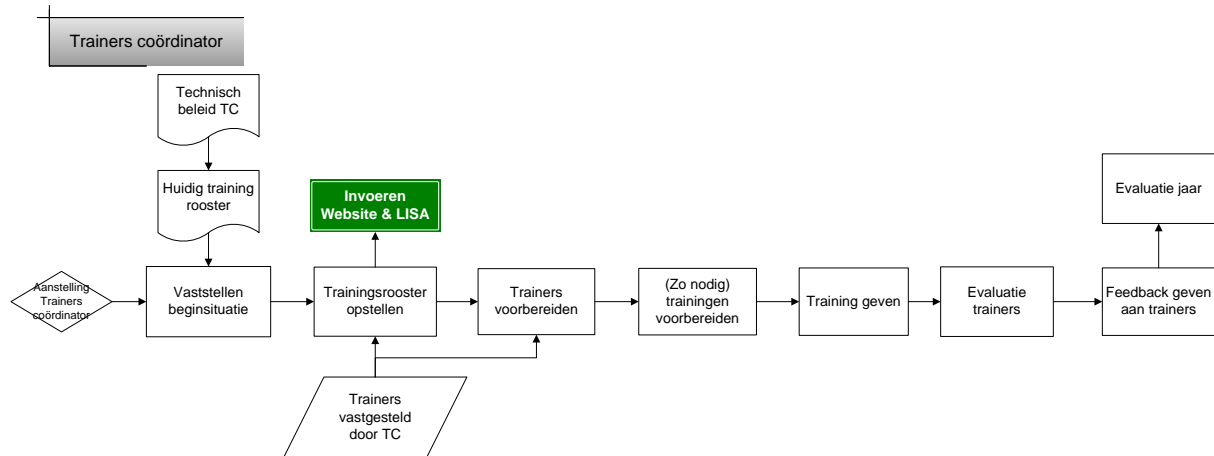 Trainers coördinator
Technisch
beleid TC
Huidig training
rooster
Invoeren
Website & LISA
Evaluatie jaar
Aanstelling
Trainers
coördinator
Vaststellen
beginsituatie
Trainingsrooster
opstellen
Trainers
voorbereiden
(Zo nodig)
trainingen
voorbereiden
Training geven
Evaluatie
trainers
Feedback geven
aan trainers
Trainers
vastgesteld
door TC